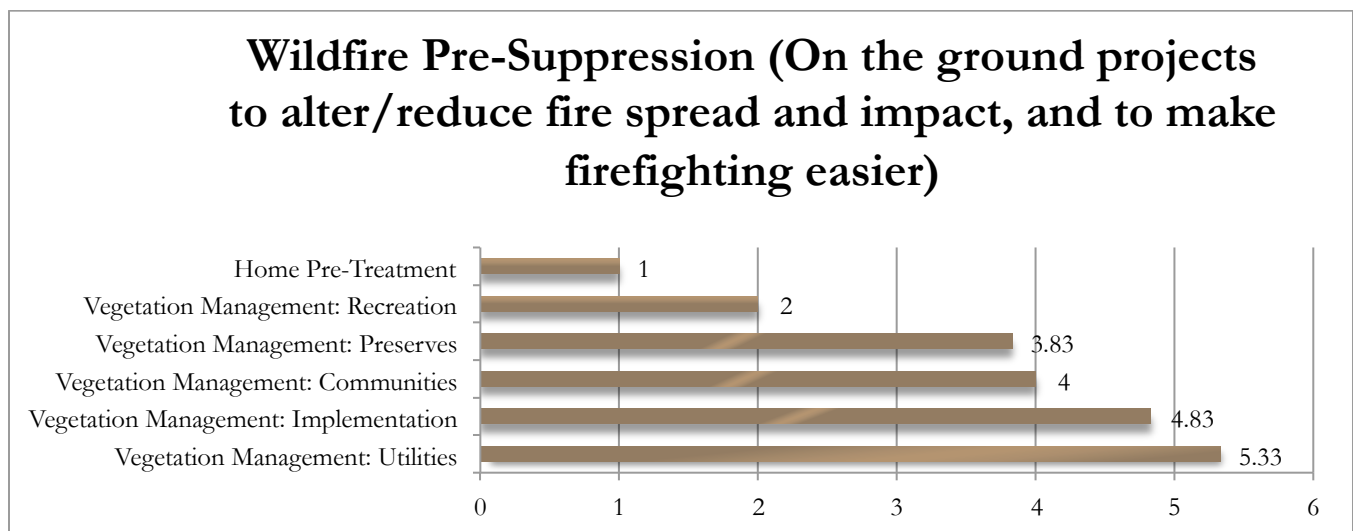 Wildfire Pre-Suppression (On the ground projects
to alter/reduce fire spread and impact, and to make
firefighting easier)
Home Pre-Treatment 1
Vegetation Management: Recreation 2
Vegetation Management: Preserves 3.83
Vegetation Management: Communities 4
Vegetation Management: Implementation 4.83
Vegetation Management: Utilities 5.33
0 1 2 3 4 5 6